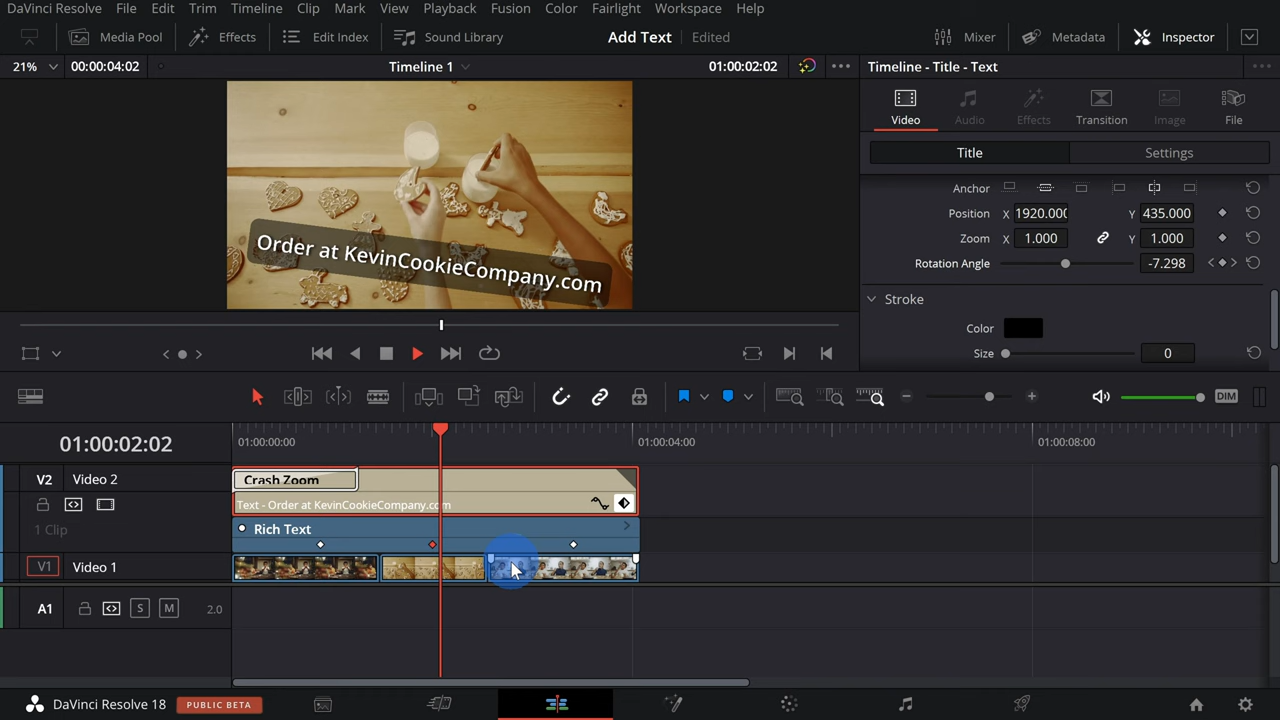 DaVinci Resolve File Edit Trim Timeline Clip Mark View Playback Fusion Color Fairlight Workspace Help
Media Pool Effects Edit Index Sound Library Add Text Edited Mixer Metadata Inspector
21% 00:00:04:02 Timeline 1 01:00:02:02 Timeline - Title - Text
Video Audio Effects Transition Image File
Title Settings
Anchor
Position X 1920.000 Y 435.000
Zoom X 1.000 Y 1.000
Rotation Angle -7.298
Stroke
Color
Size 0
Order at KevinCookieCompany.com
DIM
01:00:02:02 01:00:00:00 01:00:04:00 01:00:08:00
V2 Video 2 Crash Zoom
Text - Order at KevinCookieCompany.com
1 Clip Rich Text
V1 Video 1
A1 S M 2.0
DaVinci Resolve 18 PUBLIC BETA